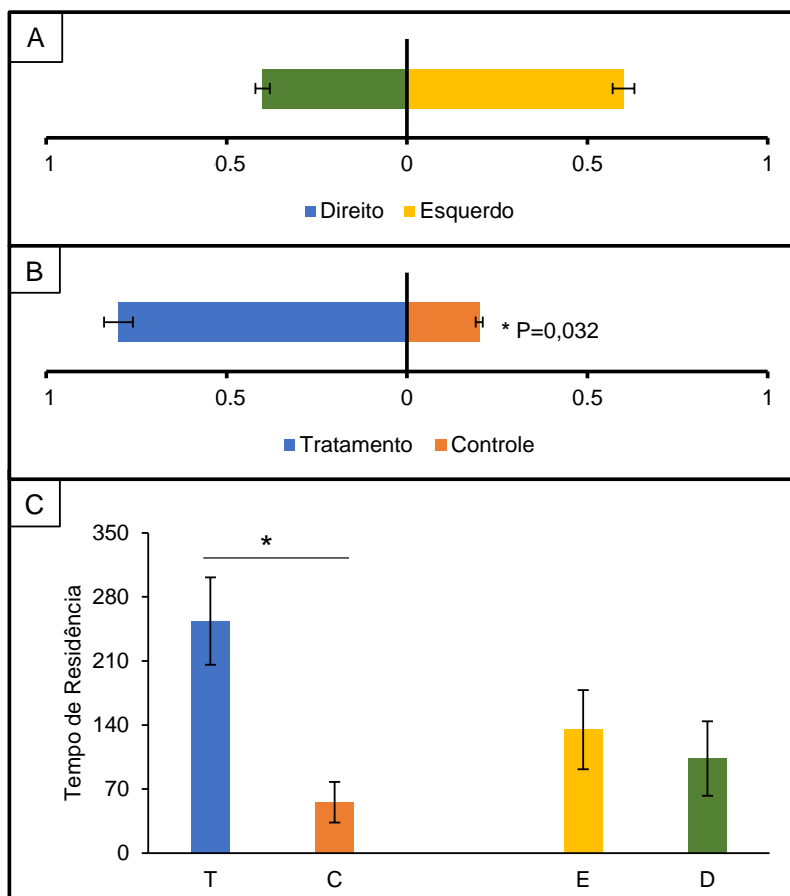 A
1 0.5 0 0.5 1
Direito Esquerdo
B
* P=0,032
1 0.5 0 0.5 1
Tratamento Controle
C
350
*
280
210
140
70
0
Tempo de Residência
T C E D